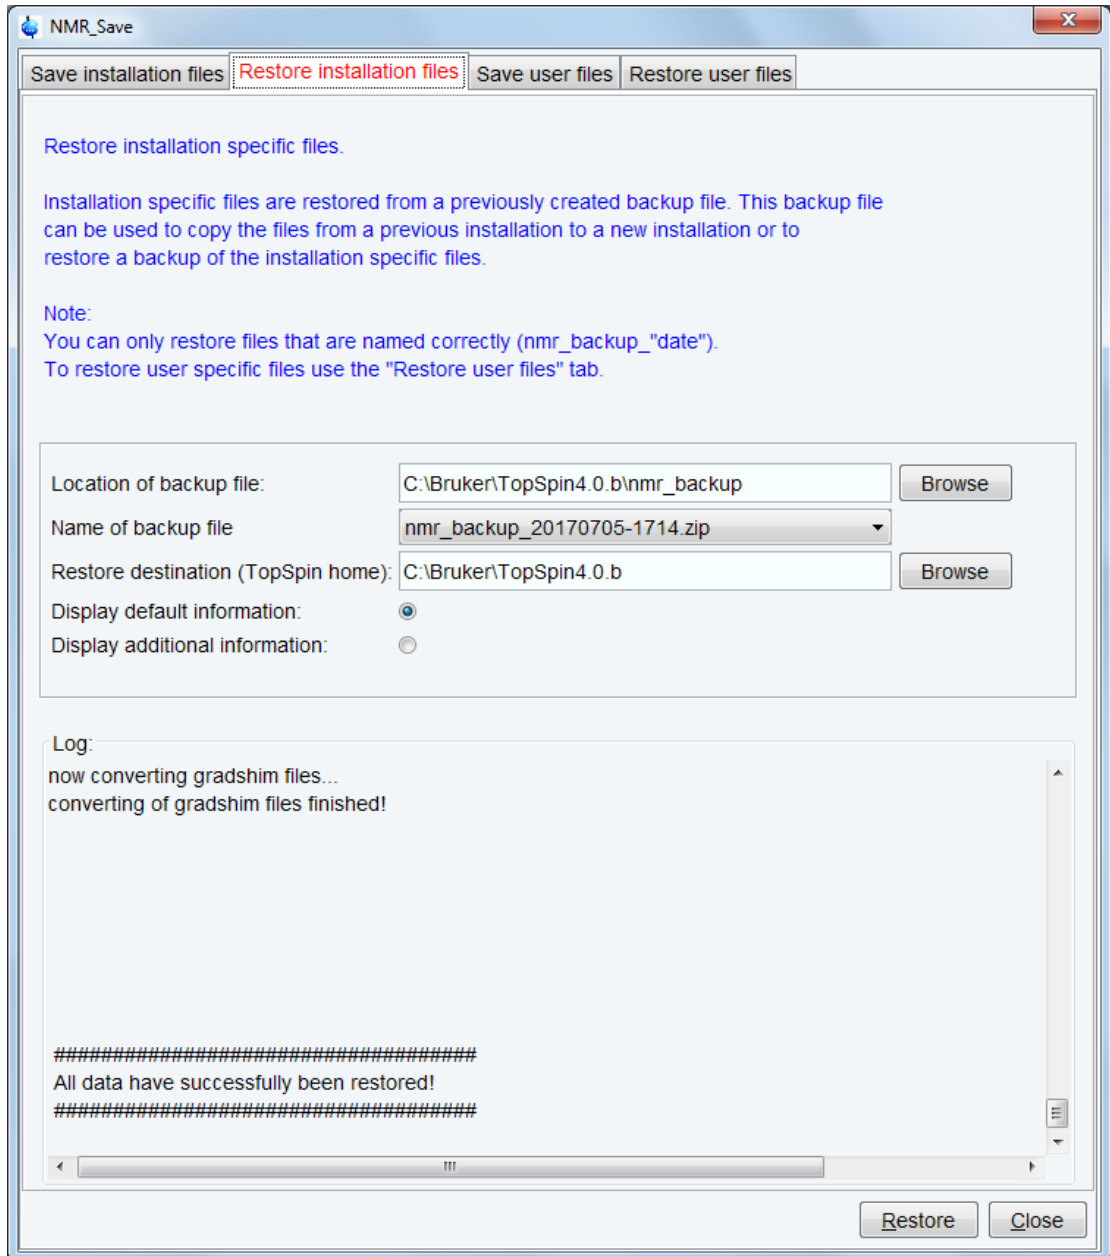 NMR_Save
Save installation files Restore installation files Save user files Restore user files
Restore installation specific files.
Installation specific files are restored from a previously created backup file. This backup file
can be used to copy the files from a previous installation to a new installation or to
restore a backup of the installation specific files.
Note:
You can only restore files that are named correctly (nmr_backup_"date").
To restore user specific files use the "Restore user files" tab.
Location of backup file: C:\Bruker\TopSpin4.0.b\nmr_backup Browse
Name of backup file nmr_backup_20170705-1714.zip
Restore destination (TopSpin home): C:\Bruker\TopSpin4.0.b Browse
Display default information:
Display additional information:
Log:
now converting gradshim files...
converting of gradshim files finished!
####################################
All data have successfully been restored!
####################################
Restore Close